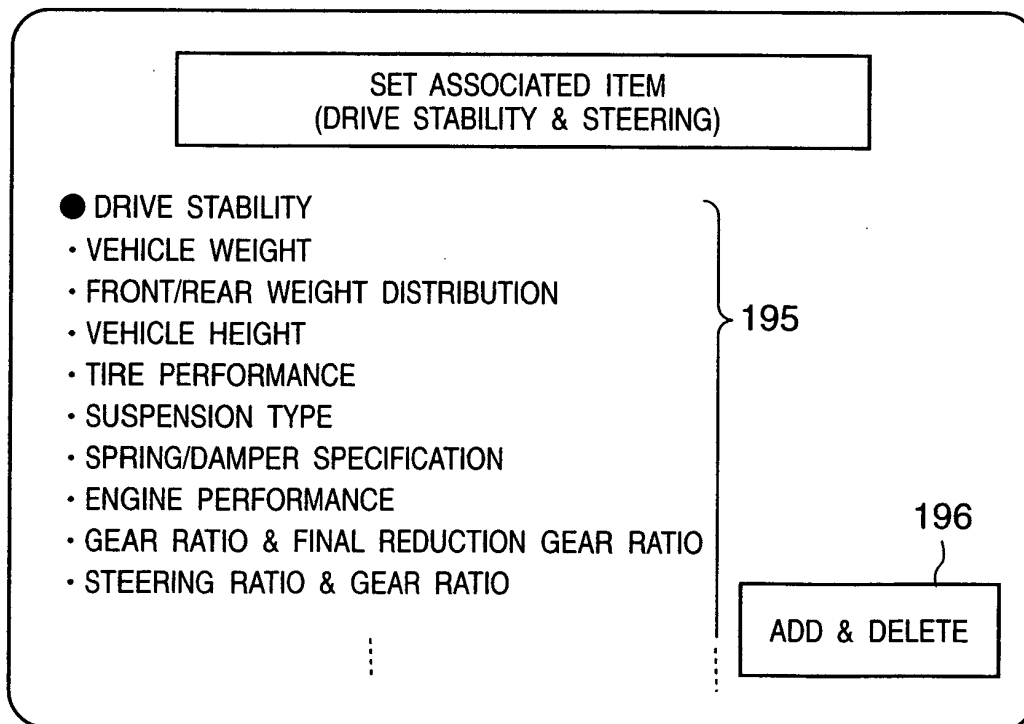 SET ASSOCIATED ITEM
(DRIVE STABILITY & STEERING)
● DRIVE STABILITY
· VEHICLE WEIGHT
· FRONT/REAR WEIGHT DISTRIBUTION
· VEHICLE HEIGHT
· TIRE PERFORMANCE
· SUSPENSION TYPE
· SPRING/DAMPER SPECIFICATION
· ENGINE PERFORMANCE
· GEAR RATIO & FINAL REDUCTION GEAR RATIO
· STEERING RATIO & GEAR RATIO
195
196
ADD & DELETE